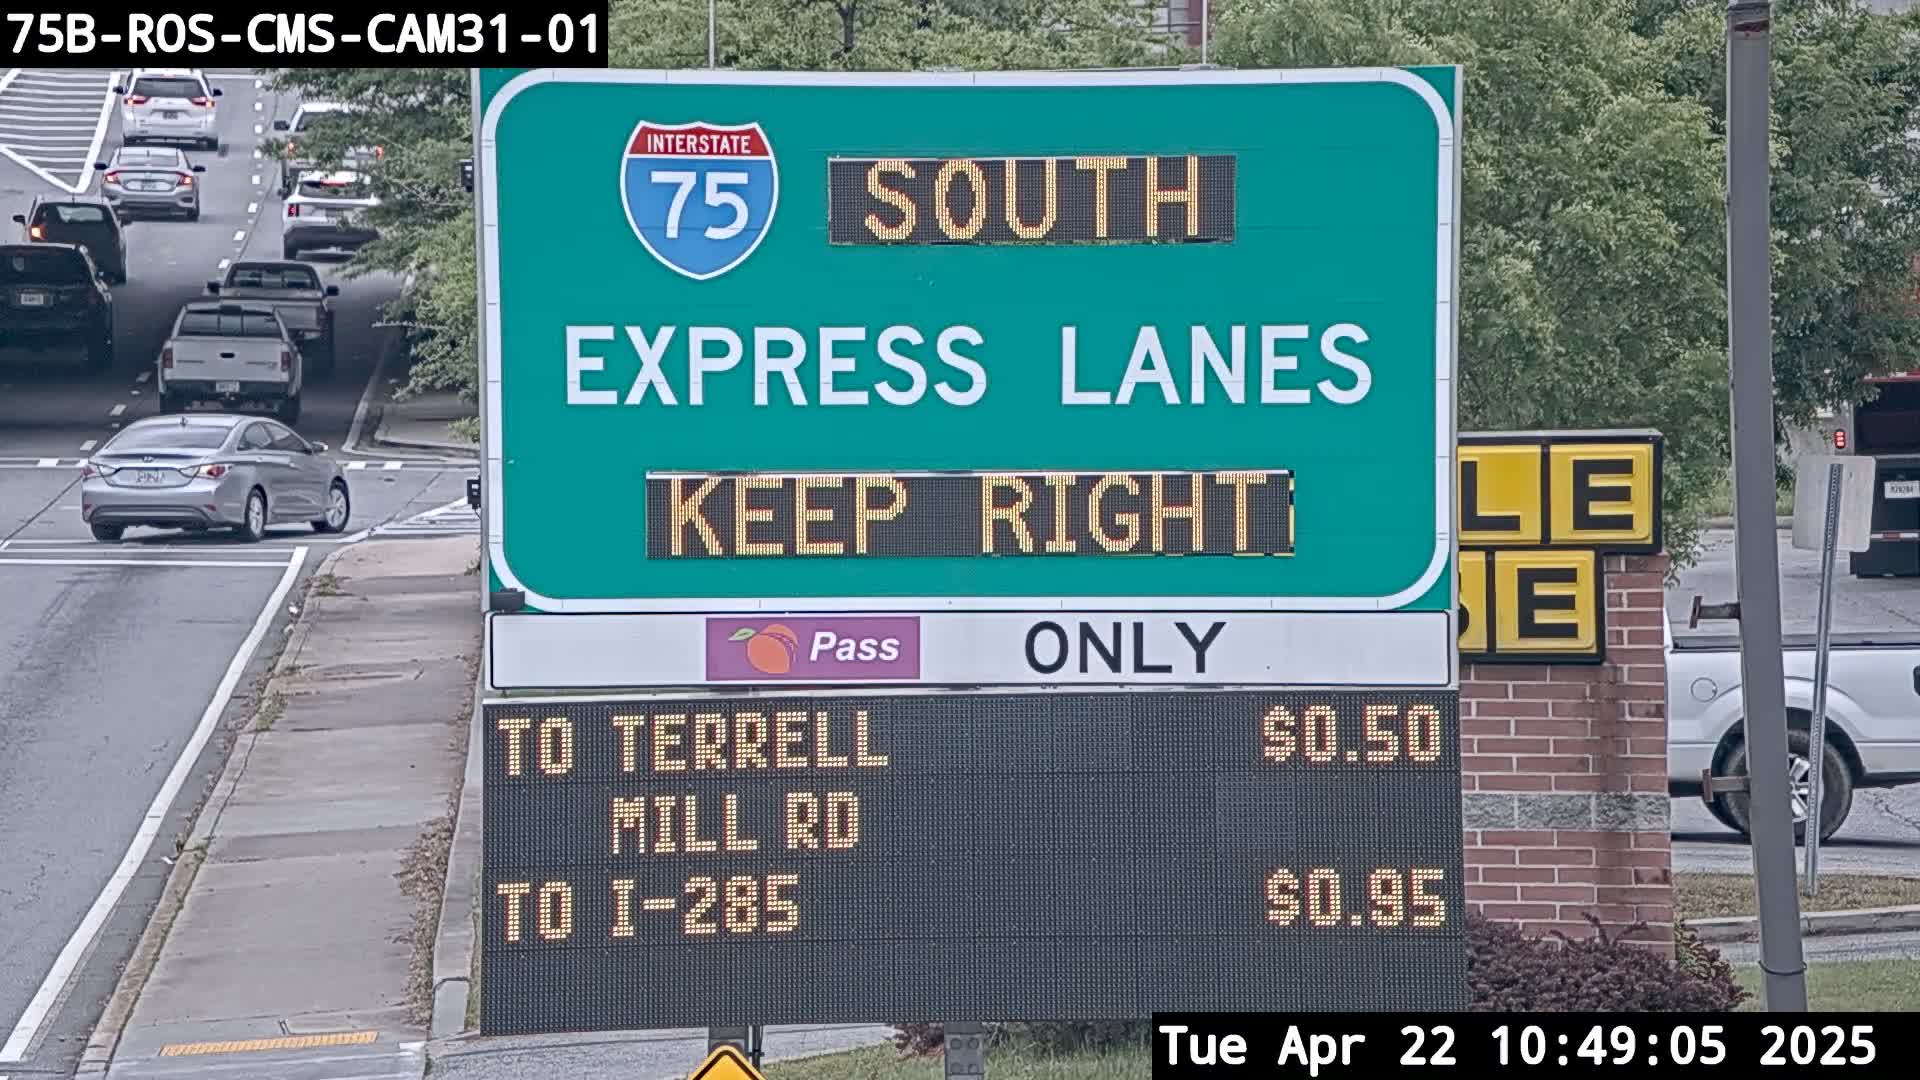 75B-ROS-CMS-CAM31-01
INTERSTATE
75
SOUTH
EXPRESS LANES
KEEP RIGHT
Pass ONLY
TO TERRELL $0.50
MILL RD
TO I-285 $0.95
LE
E
Tue Apr 22 10:49:05 2025